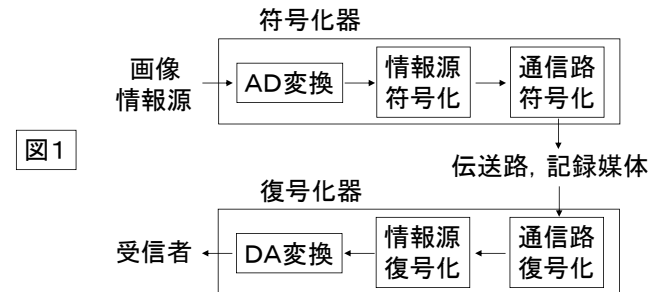 符号化器
画像
情報源
AD変換
情報源
符号化
通信路
符号化
図1
伝送路, 記録媒体
復号化器
受信者
DA変換
情報源
復号化
通信路
復号化